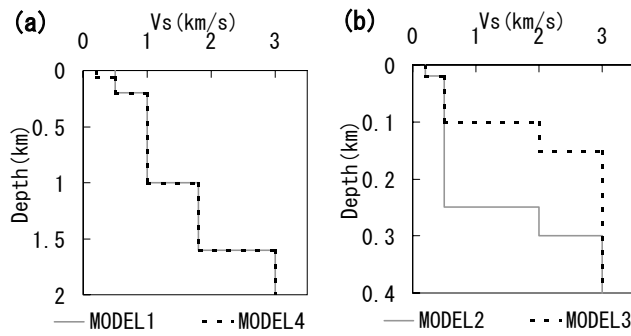 (a)
Vs(km/s)
0 1 2 3
0
0.5
1
1.5
2
Depth(km)
MODEL1 MODEL4
(b)
Vs(km/s)
0 1 2 3
0
0.1
0.2
0.3
0.4
Depth(km)
MODEL2 MODEL3